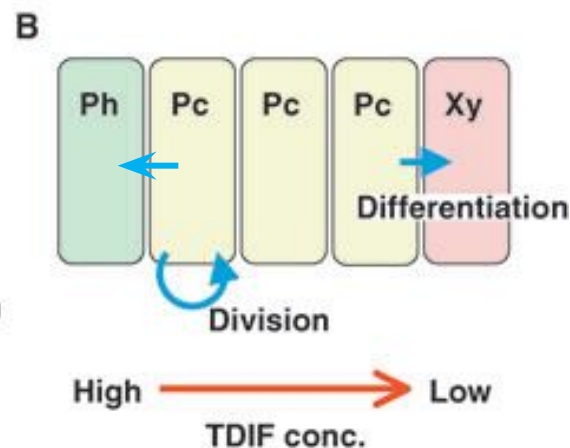 B
Ph Pc Pc Pc Xy
Differentiation
Division
High Low
TDIF conc.